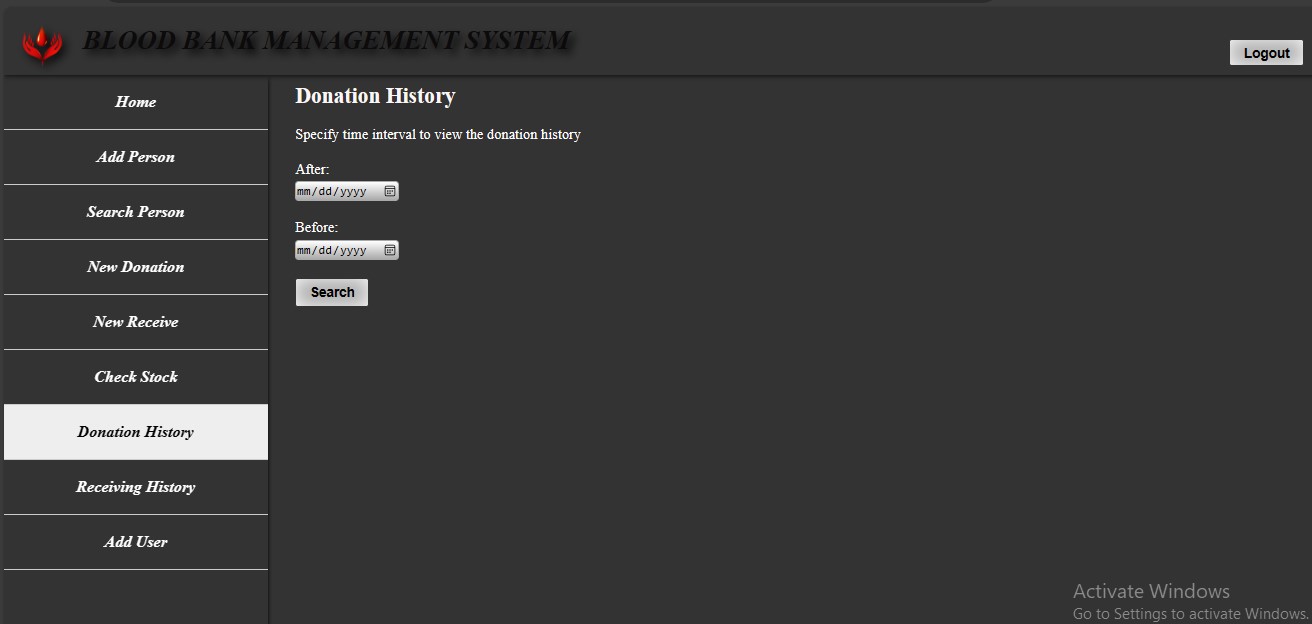 BLOOD BANK MANAGEMENT SYSTEM
Logout
Home
Add Person
Search Person
New Donation
New Receive
Check Stock
Donation History
Receiving History
Add User
Donation History
Specify time interval to view the donation history
After:
mm/dd/yyyy
Before:
mm/dd/yyyy
Search
Activate Windows
Go to Settings to activate Windows.